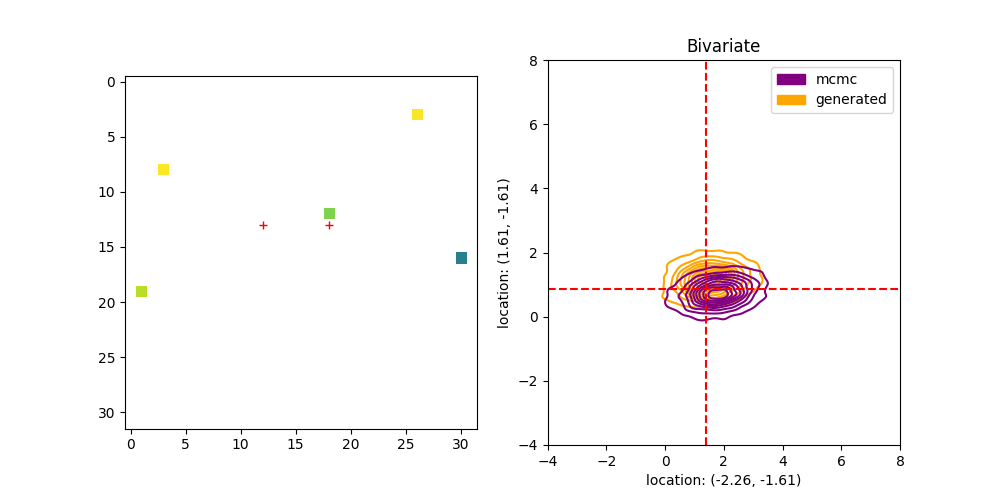 0
5
10
15
20
25
30
0 5 10 15 20 25 30
Bivariate
mcmc
generated
location: (1.61, -1.61)
8
6
4
2
0
−2
−4
−4 −2 0 2 4 6 8
location: (-2.26, -1.61)